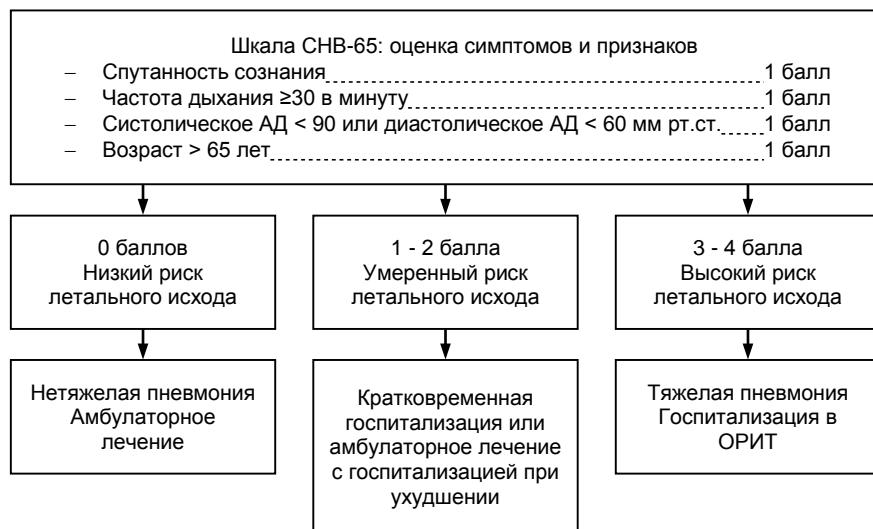 Шкала СНВ-65: оценка симптомов и признаков
– Спутанность сознания 1 балл
– Частота дыхания ≥30 в минуту 1 балл
– Систолическое АД < 90 или диастолическое АД < 60 мм рт.ст. 1 балл
– Возраст > 65 лет 1 балл
0 баллов
Низкий риск
летального исхода
1 - 2 балла
Умеренный риск
летального исхода
3 - 4 балла
Высокий риск
летального исхода
Нетяжелая пневмония
Амбулаторное
лечение
Кратковременная
госпитализация или
амбулаторное лечение
с госпитализацией при
ухудшении
Тяжелая пневмония
Госпитализация в
ОРИТ